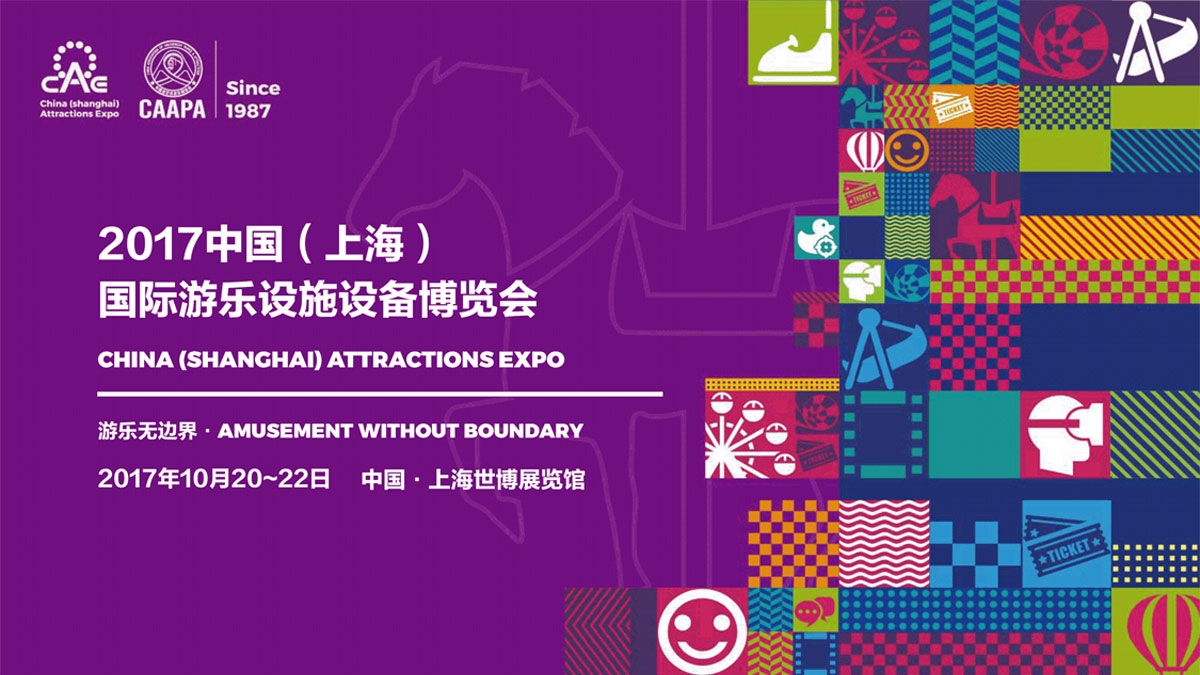 CAE
China (shanghai)
Attractions Expo
CAAPA
Since
1987
2017中国（上海）
国际游乐设施设备博览会
CHINA (SHANGHAI) ATTRACTIONS EXPO
游乐无边界 · AMUSEMENT WITHOUT BOUNDARY
2017年10月20~22日 中国 · 上海世博展览馆
TICKET
TICKET
TICKET
TICKET